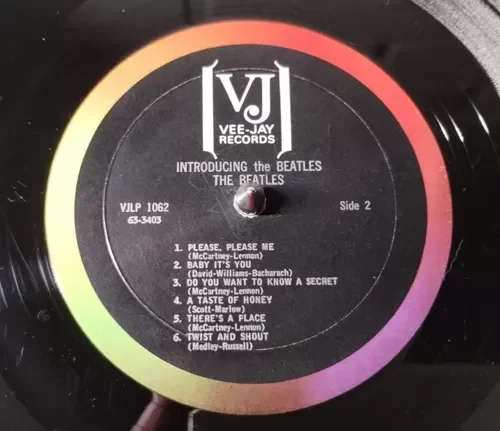 VJ
VEE-JAY
RECORDS
INTRODUCING the BEATLES
THE BEATLES
VJLP 1062
Side 2
63-3403
1. PLEASE, PLEASE ME
(McCartney-Lennon)
2. BABY IT'S YOU
(David-Williams-Bacharach)
3. DO YOU WANT TO KNOW A SECRET
(McCartney-Lennon)
4. A TASTE OF HONEY
(Scott-Marlow)
5. THERE'S A PLACE
(McCartney-Lennon)
6. TWIST AND SHOUT
(Medley-Russell)